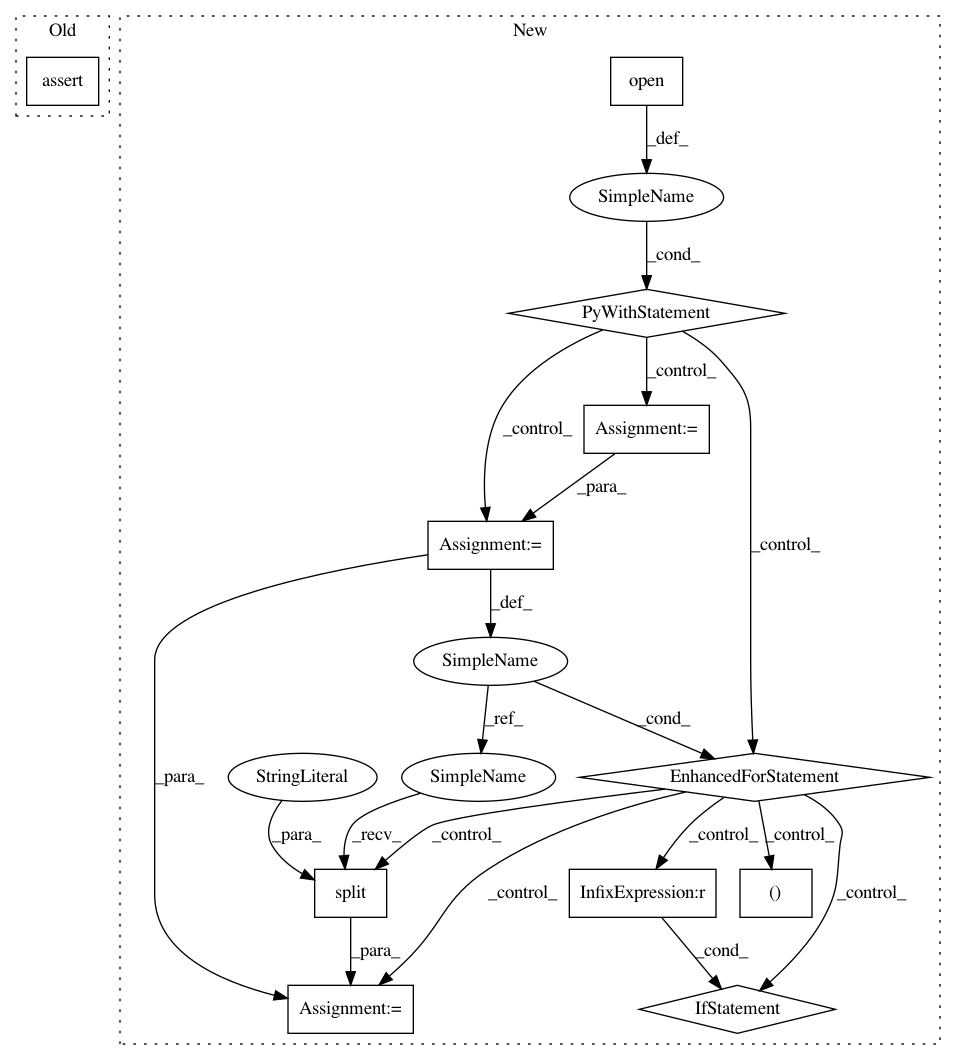 Old
New
assert
open
_def_
SimpleName
_cond_
PyWithStatement
_control_
_control_
Assignment:=
_para_
_control_
Assignment:=
_def_
SimpleName
_ref_
_cond_
_para_
StringLiteral
SimpleName
EnhancedForStatement
_para_
_recv_
_control_
_control_
_control_
_control_
_control_
split
InfixExpression:r
()
_para_
_cond_
Assignment:=
IfStatement